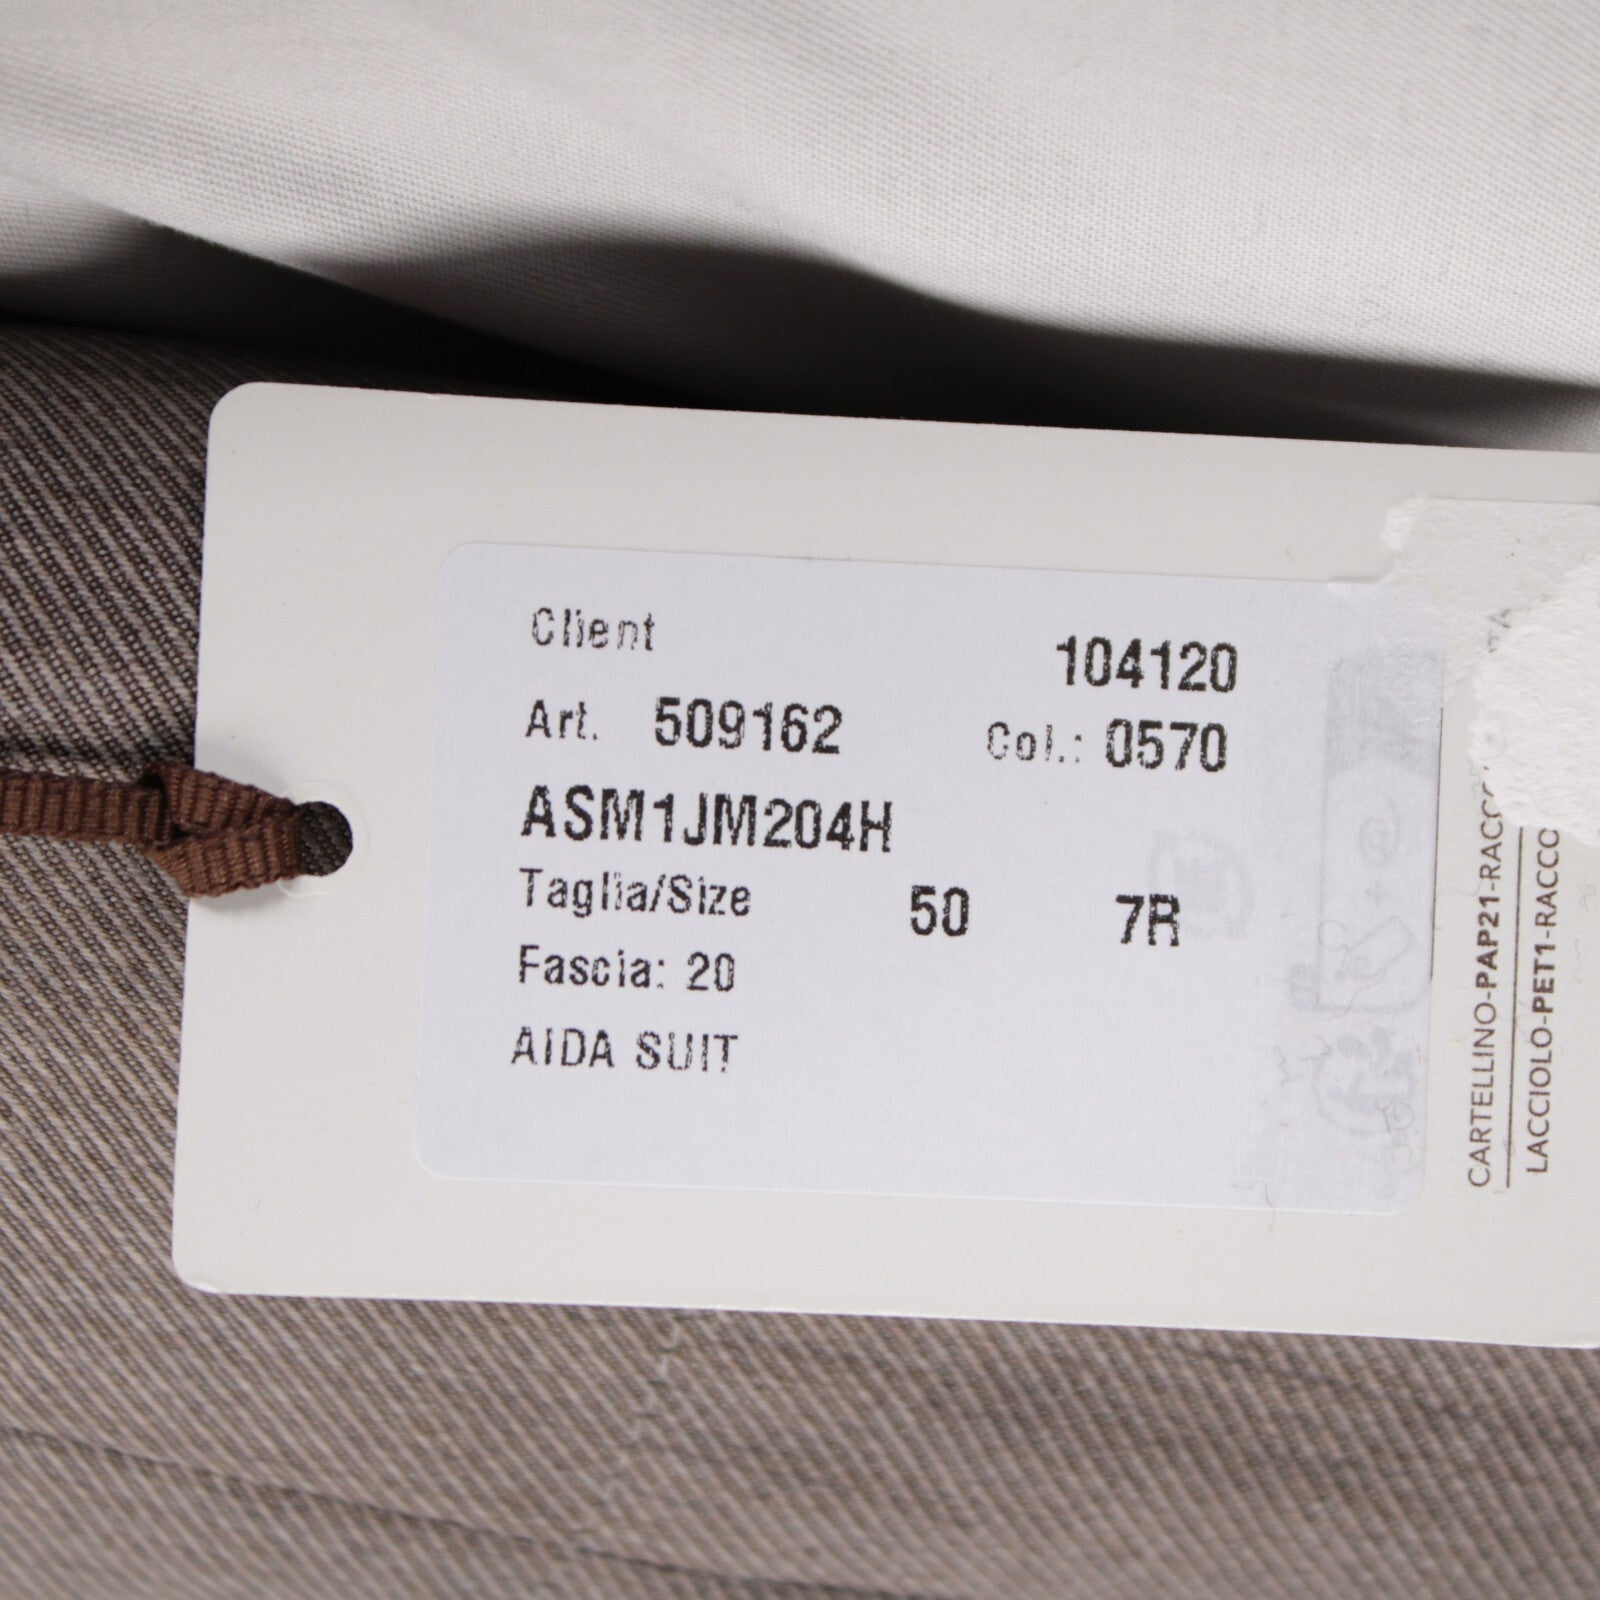 Client
104120
Art. 509162 Col.: 0570
ASM1JM204H
Taglia/Size 50 7R
Fascia: 20
AIDA SUIT
CARTELLINO-PAP21-RACC
LACCIOLO-PET1-RACCO